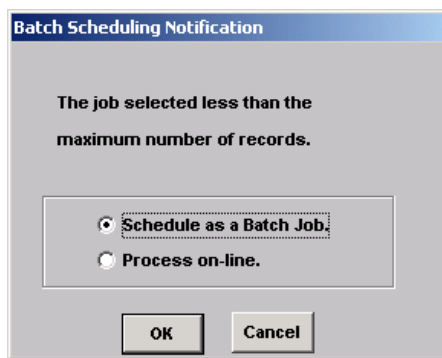 Batch Scheduling Notification
The job selected less than the
maximum number of records.
Schedule as a Batch Job.
Process on-line.
OK Cancel